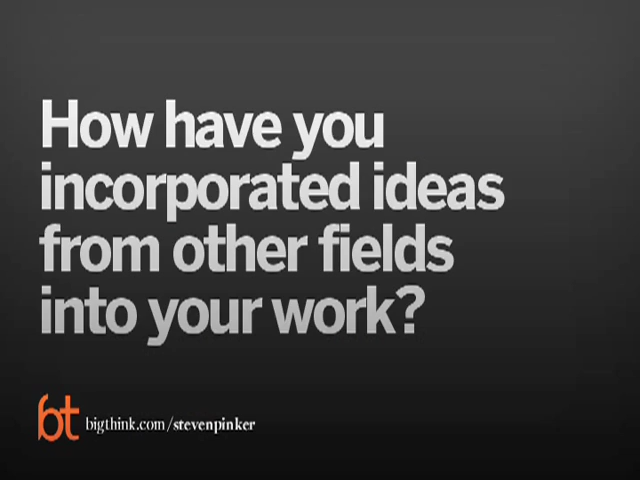 How have you
incorporated ideas
from other fields
into your work?
bt bigthink.com/stevenpinker